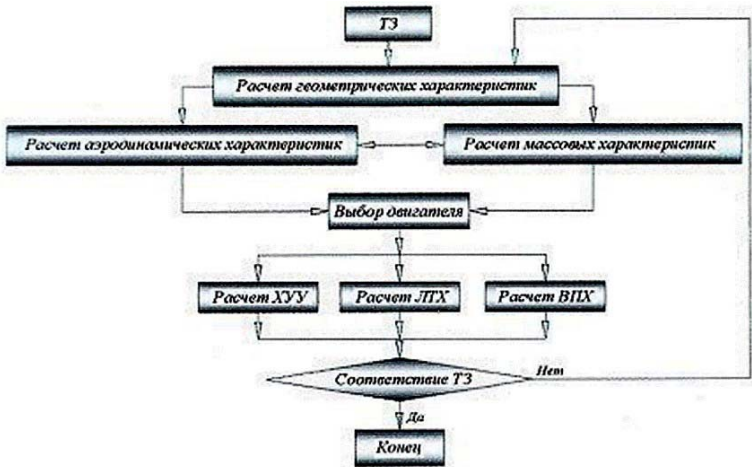 ТЗ
Расчет геометрических характеристик
Расчет аэродинамических характеристик
Расчет массовых характеристик
Выбор двигателя
Расчет ХУУ
Расчет ЛТХ
Расчет ВПХ
Соответствие ТЗ
Нет
Да
Конец